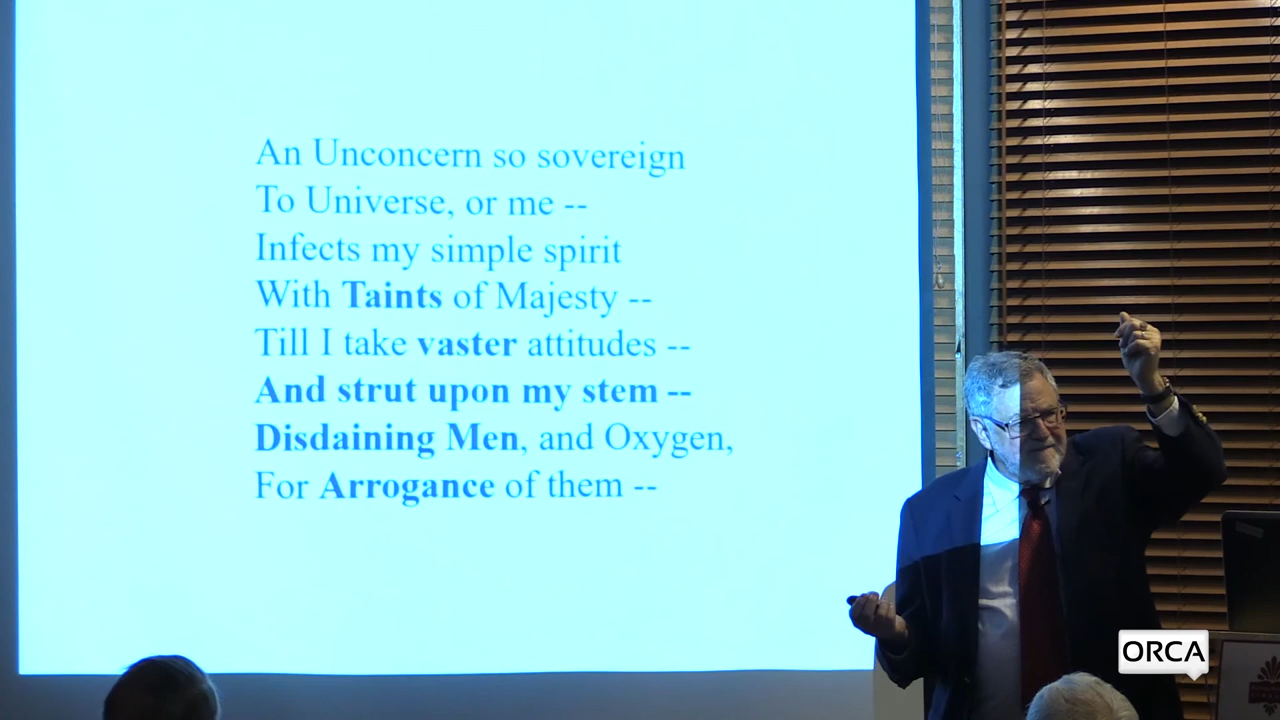 An Unconcern so sovereign
To Universe, or me --
Infects my simple spirit
With Taints of Majesty --
Till I take vaster attitudes --
And strut upon my stem --
Disdaining Men, and Oxygen,
For Arrogance of them --
ORCA